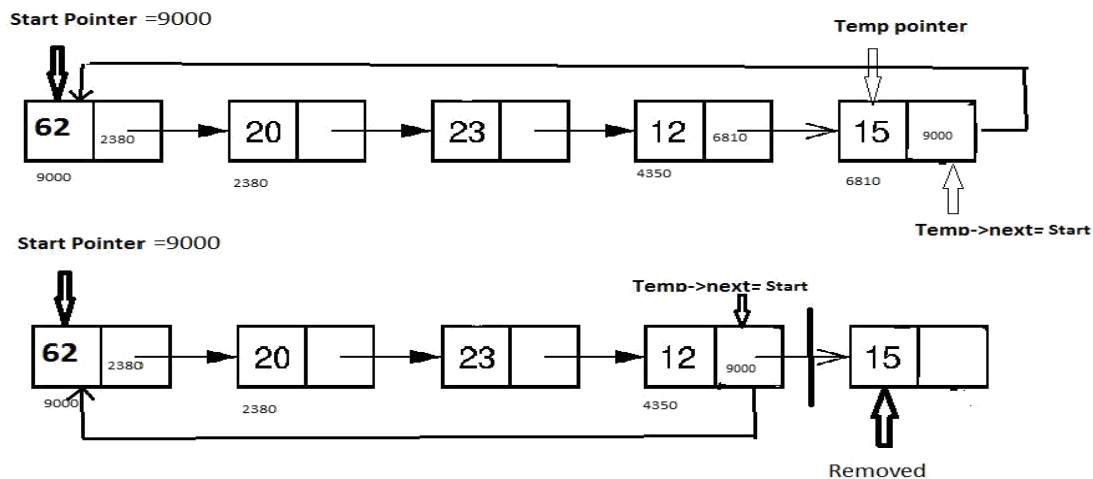 Start Pointer =9000
Temp pointer
62 2380 20 23 12 6810 15 9000
9000 2380 4350 6810
Temp->next= Start
Start Pointer =9000
Temp->next= Start
62 2380 20 23 12 9000 15
9000 2380 4350
Removed